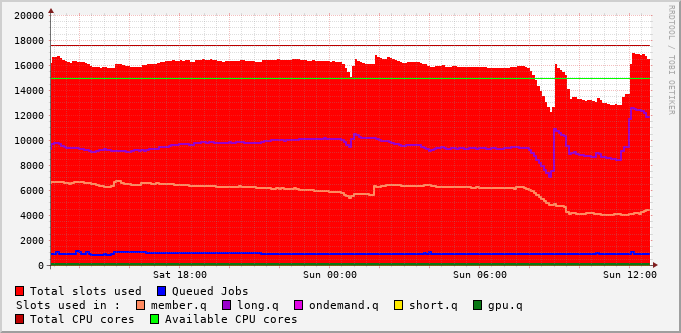 20000
18000
16000
14000
12000
10000
8000
6000
4000
2000
0
Sat 18:00 Sun 00:00 Sun 06:00 Sun 12:00
RRDTOOL / TOBI OETIKER
Total slots used Queued Jobs
Slots used in : member.q long.q ondemand.q short.q gpu.q
Total CPU cores Available CPU cores